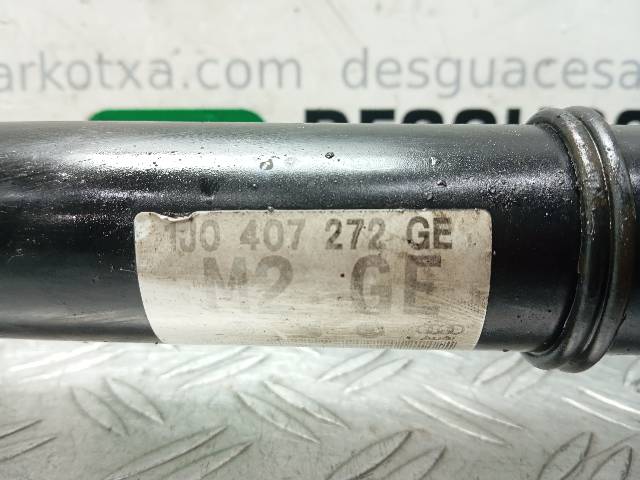 arkotxa.com desguacesa
1J0 407 272 GE
M2 GE